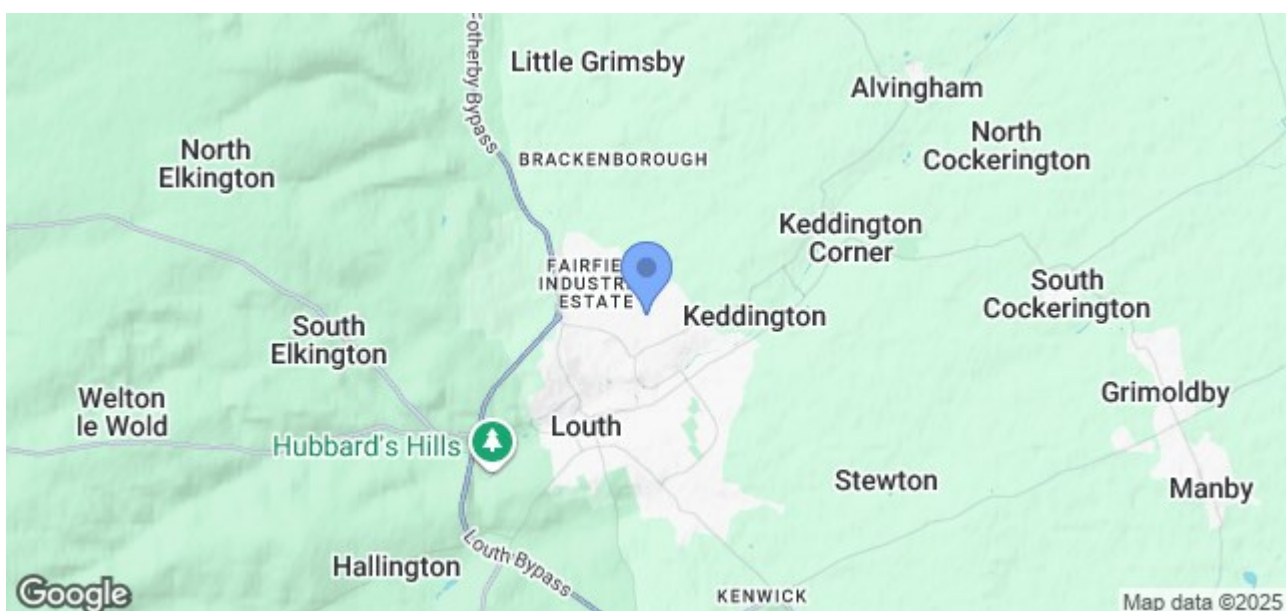 Fotherby Bypass
Little Grimsby
Alvingham
North
Elkington
BRACKENBOROUGH
North
Cockerington
Keddington
Corner
FAIRFIE
INDUSTR
ESTATE
South
Cockerington
Keddington
South
Elkington
Welton
le Wold
Grimoldby
Hubbard's Hills
Louth
Stewton
Manby
Louth Bypass
Hallington
KENWICK
Google
Map data ©2025